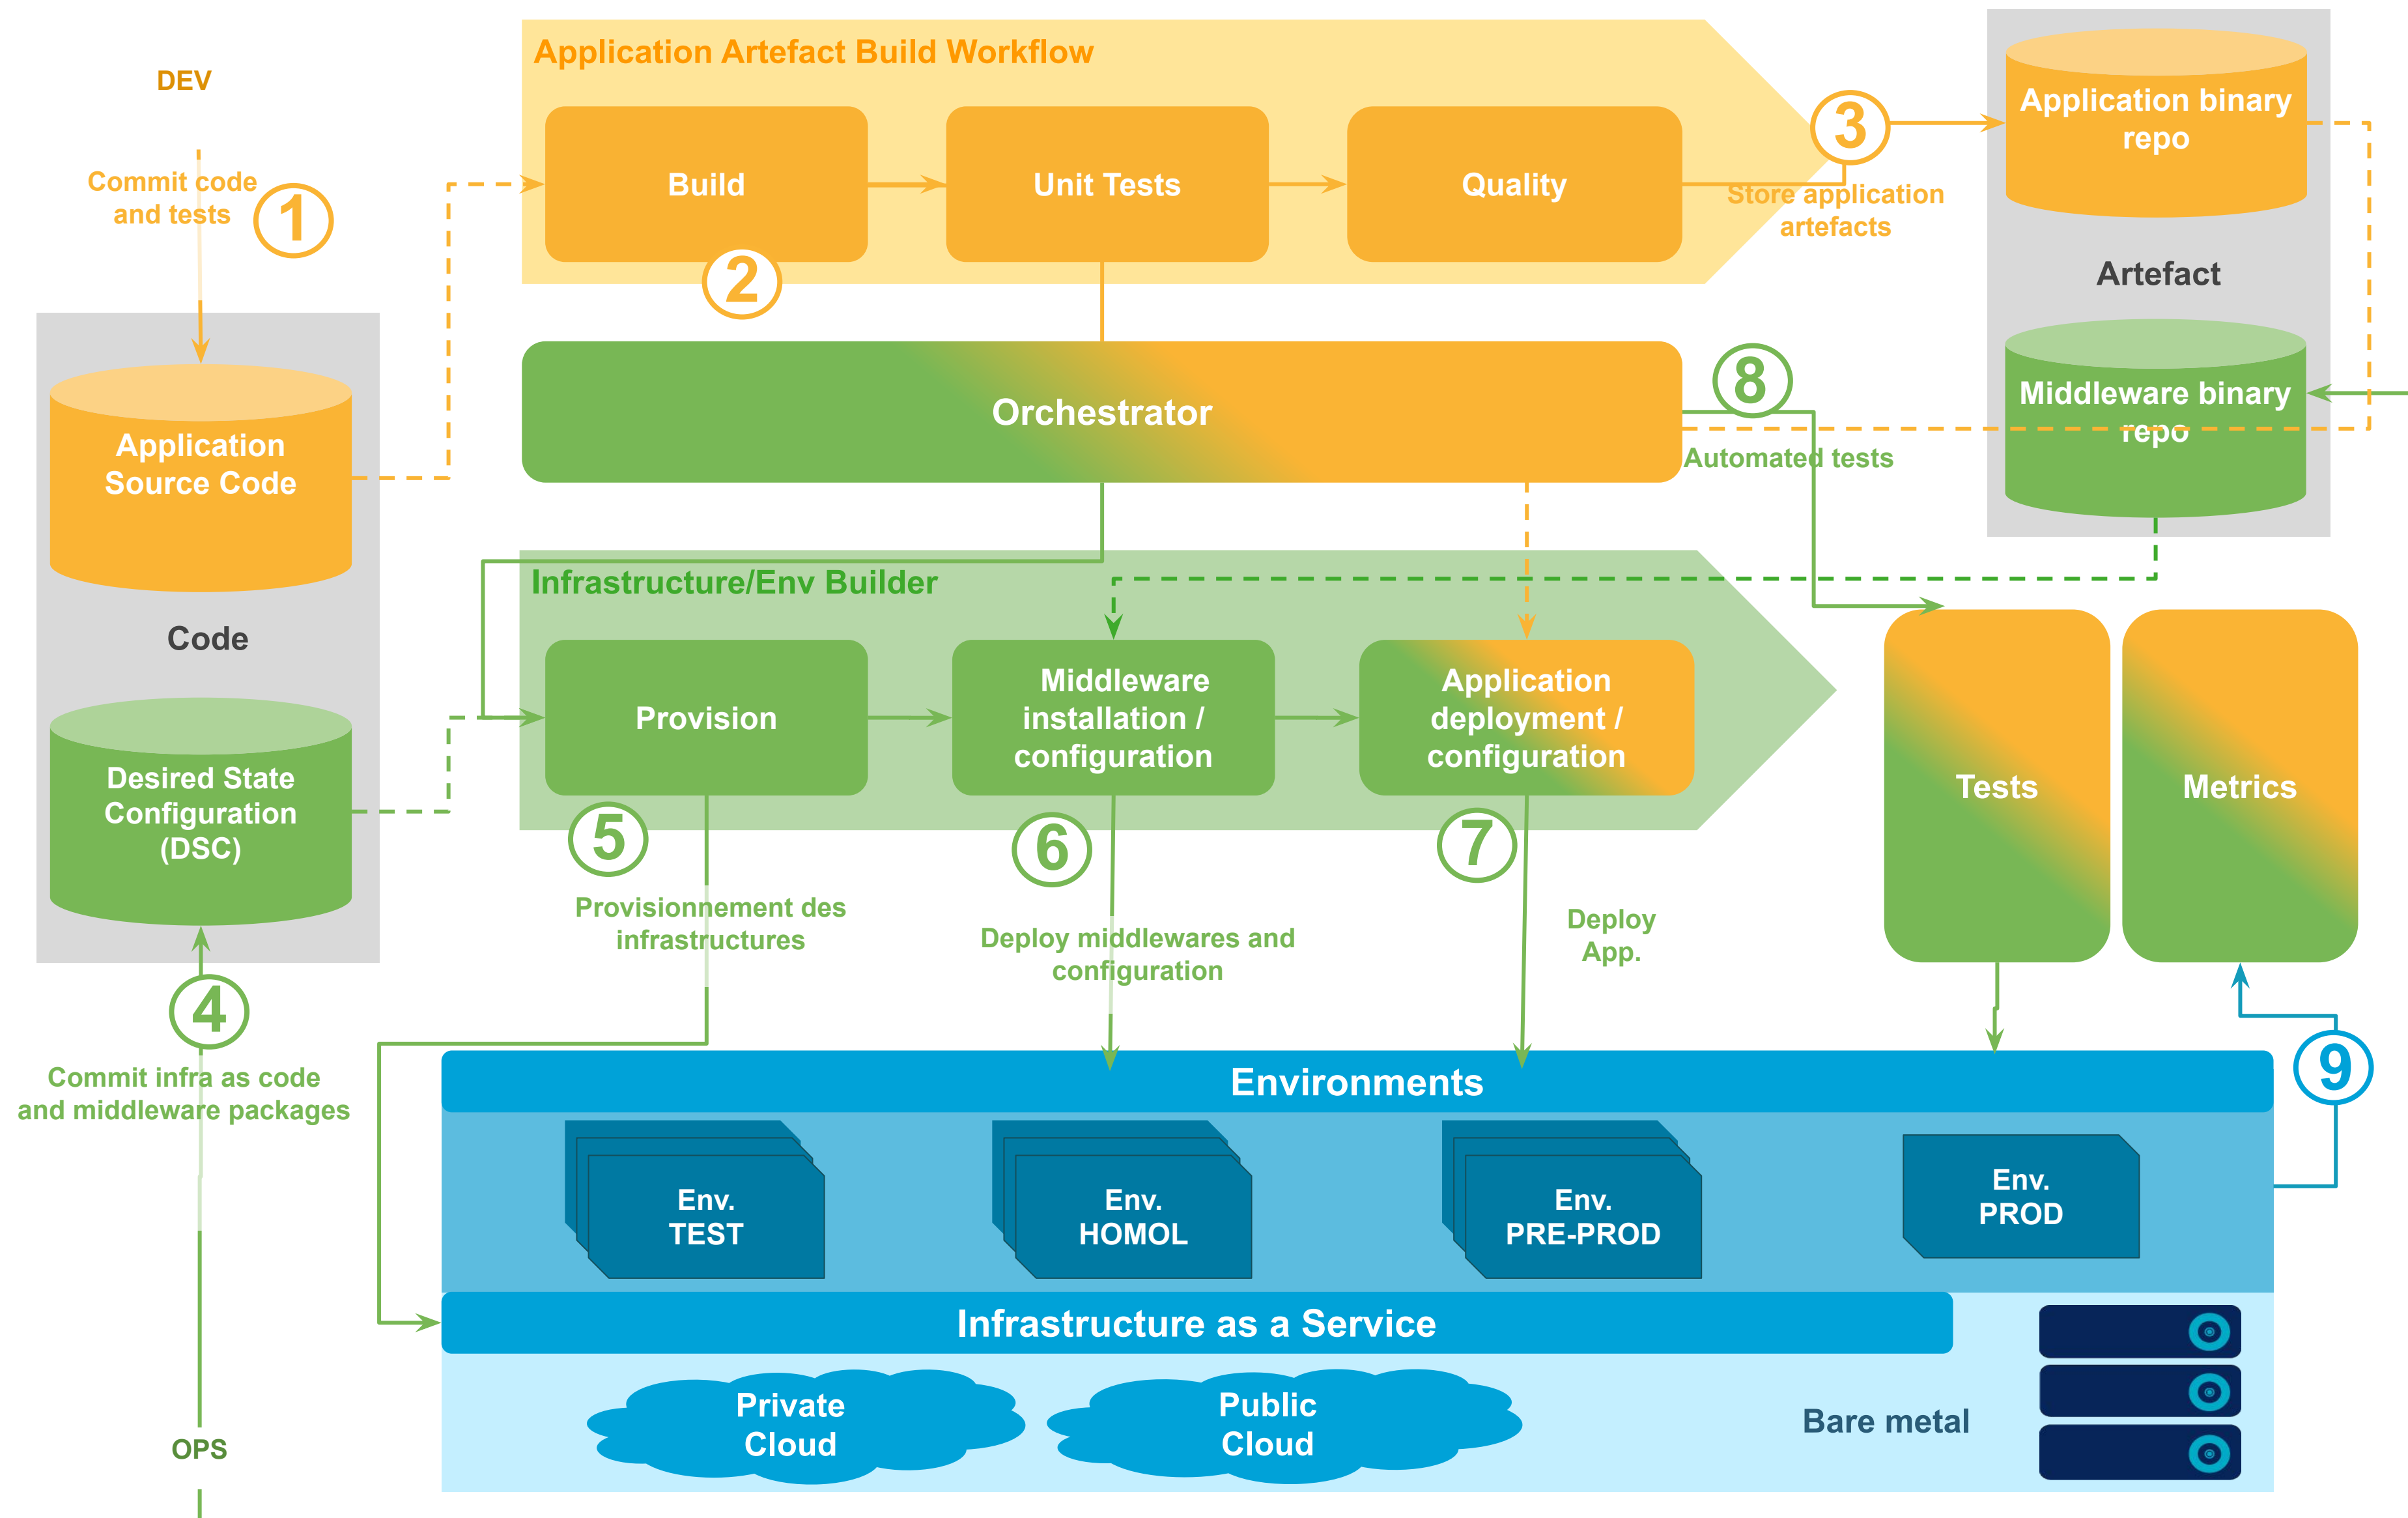 DEV
Commit code
and tests
1
Application Artefact Build Workflow
Build
Unit Tests
Quality
2
3
Store application
artefacts
Application binary
repo
Artefact
Middleware binary
repo
Application
Source Code
Code
Desired State
Configuration
(DSC)
4
Commit infra as code
and middleware packages
OPS
Orchestrator
8
Automated tests
Infrastructure/Env Builder
Provision
Middleware
installation /
configuration
Application
deployment /
configuration
5
Provisionnement des
infrastructures
6
Deploy middlewares and
configuration
7
Deploy
App.
Tests
Metrics
9
Environments
Env.
TEST
Env.
HOMOL
Env.
PRE-PROD
Env.
PROD
Infrastructure as a Service
Private
Cloud
Public
Cloud
Bare metal